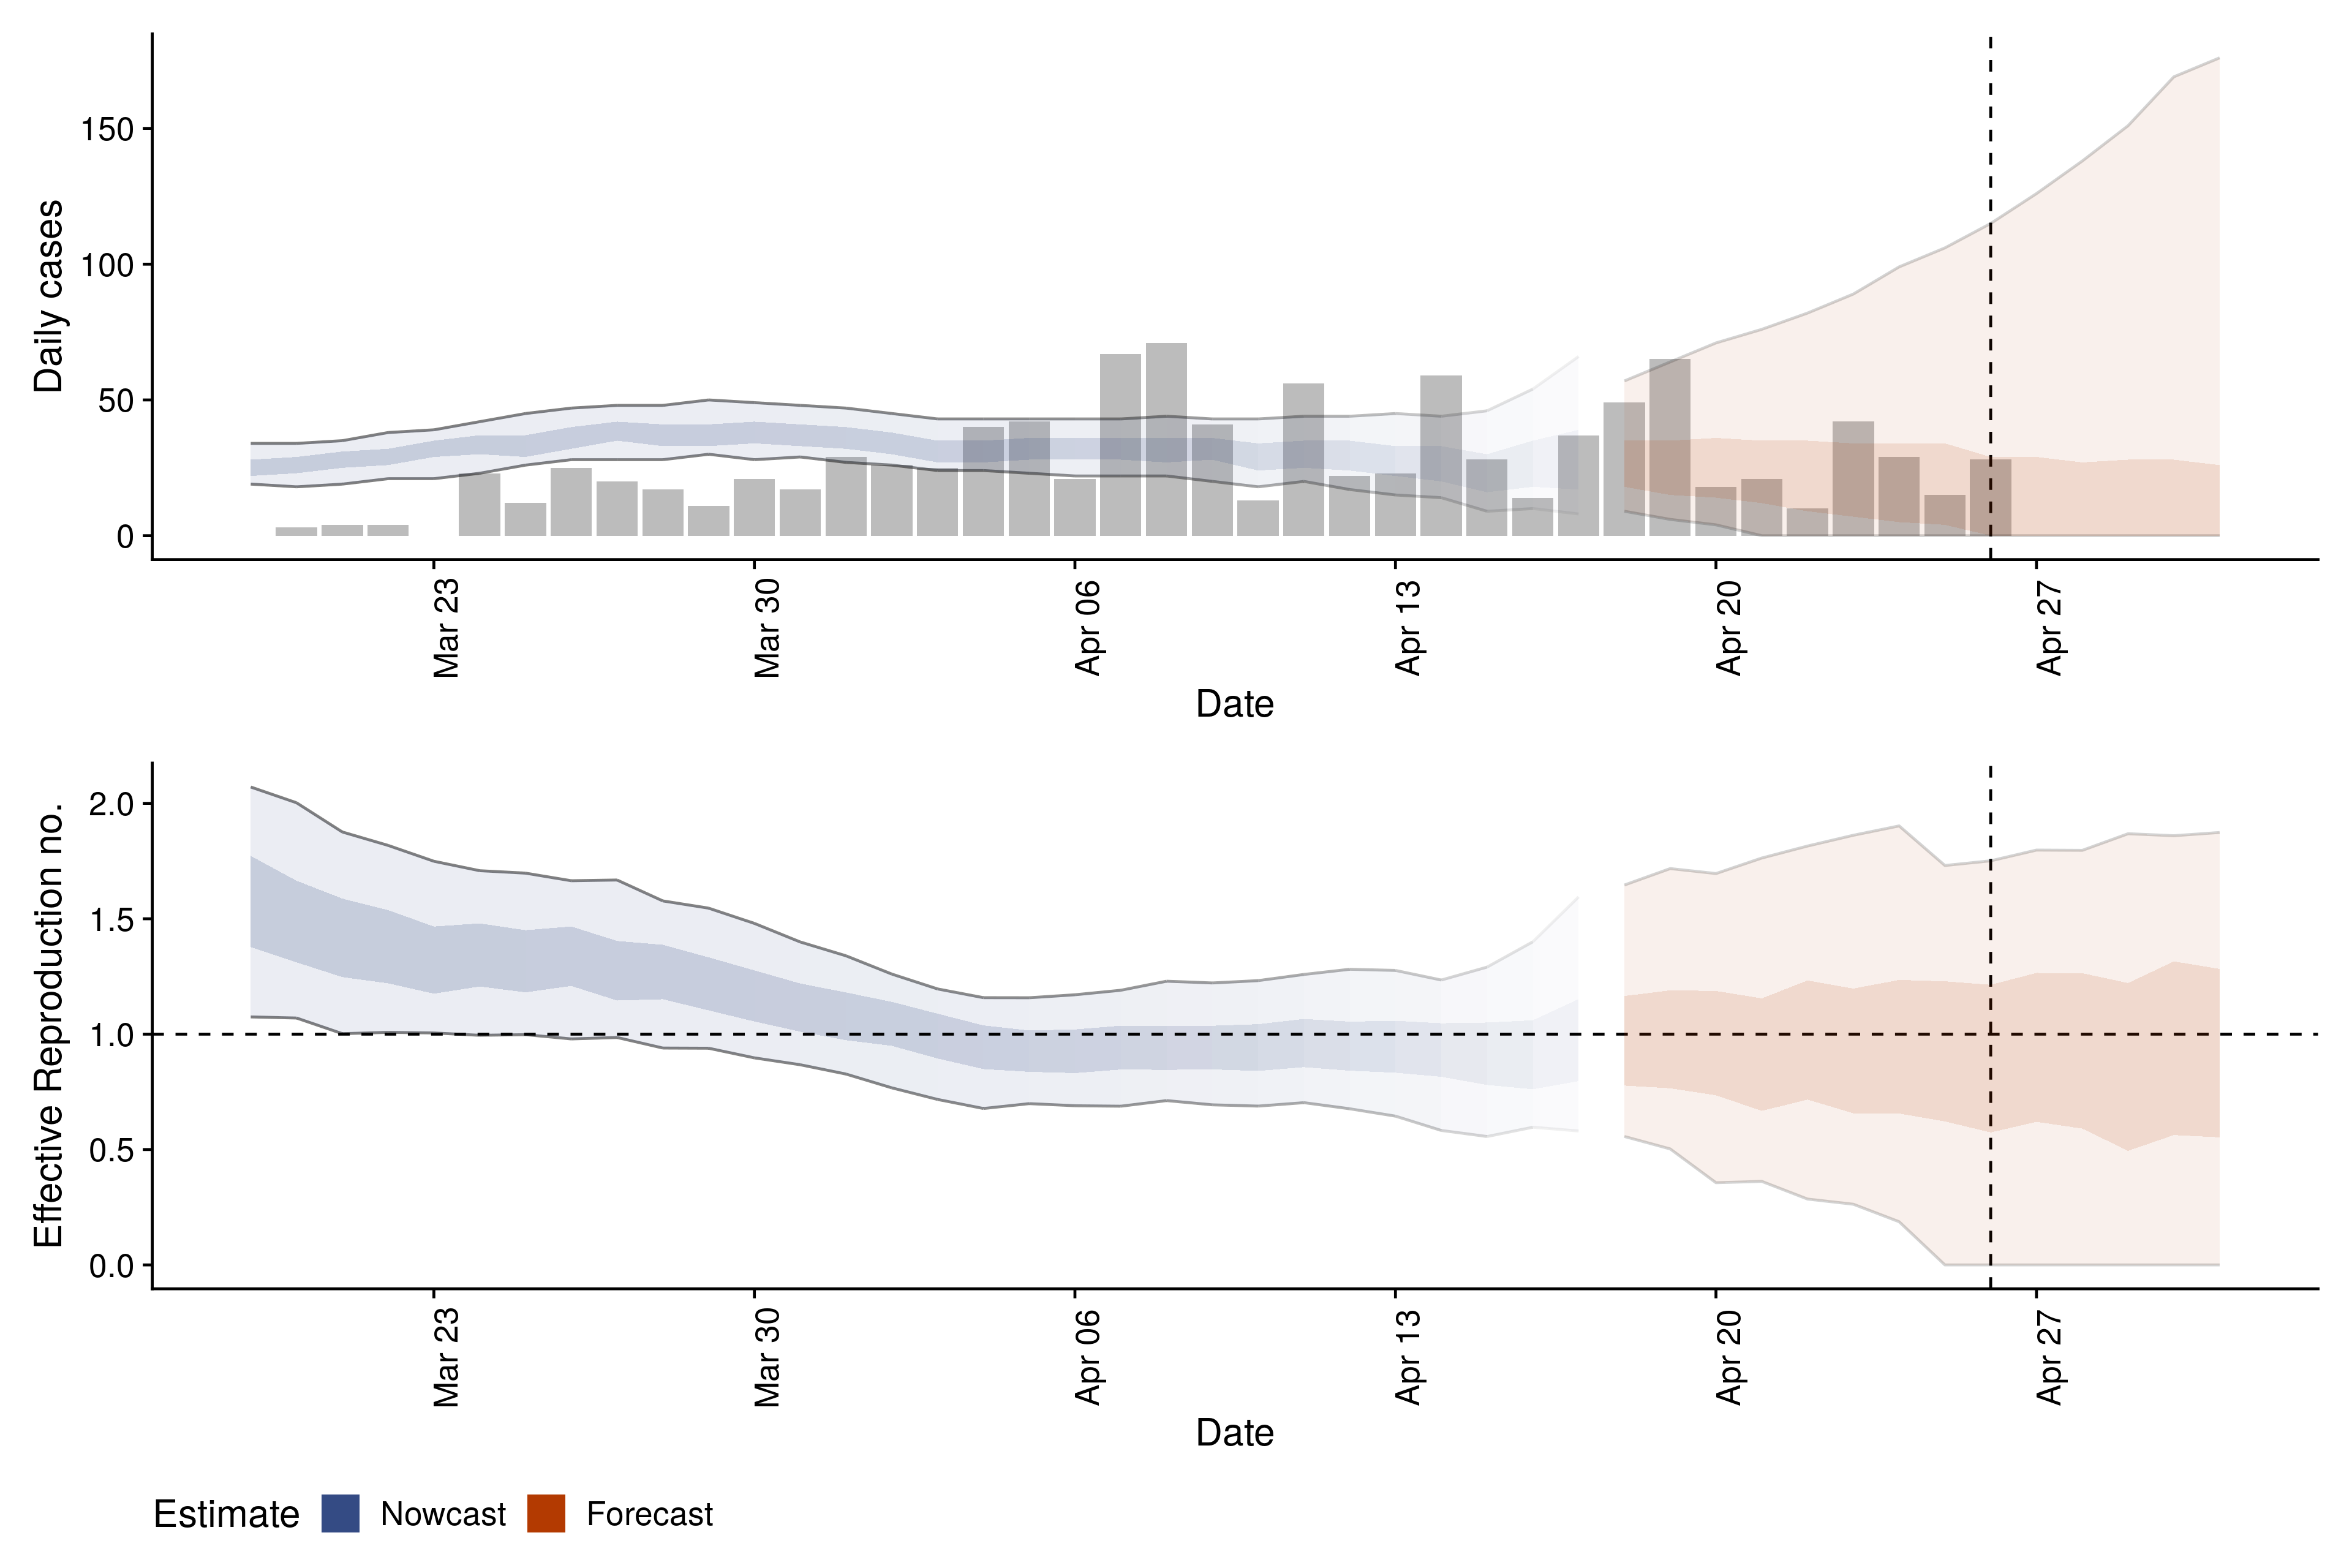 150
100
50
0
Daily cases
Mar 23
Mar 30
Apr 06
Apr 13
Apr 20
Apr 27
Date
2.0
1.5
1.0
0.5
0.0
Effective Reproduction no.
Mar 23
Mar 30
Apr 06
Apr 13
Apr 20
Apr 27
Date
Estimate Nowcast Forecast